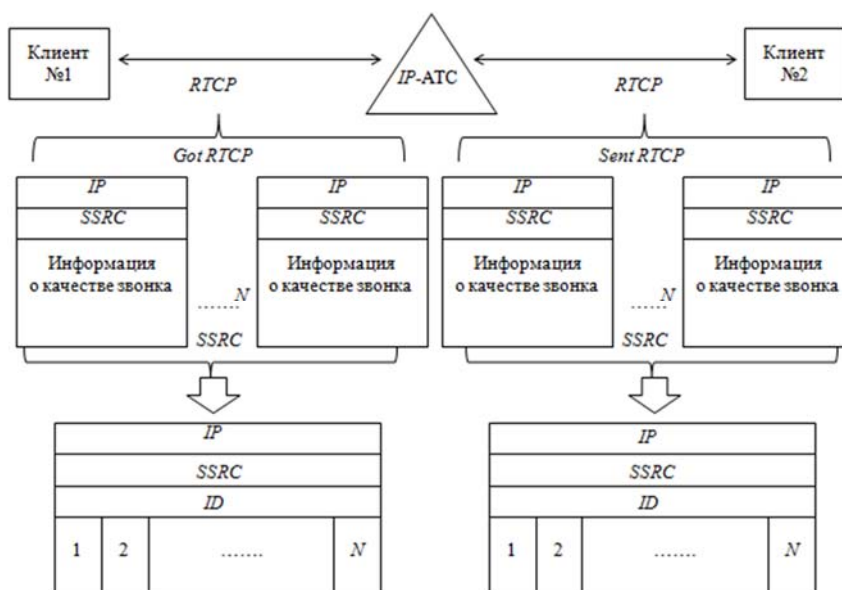 Клиент
№1
RTCP
IP-АТС
RTCP
Клиент
№2
Got RTCP
Sent RTCP
IP
SSRC
Информация
о качестве звонка
....... N
IP
SSRC
Информация
о качестве звонка
SSRC
IP
SSRC
Информация
о качестве звонка
....... N
IP
SSRC
Информация
о качестве звонка
SSRC
IP
SSRC
ID
1 2 ....... N
IP
SSRC
ID
1 2 ....... N